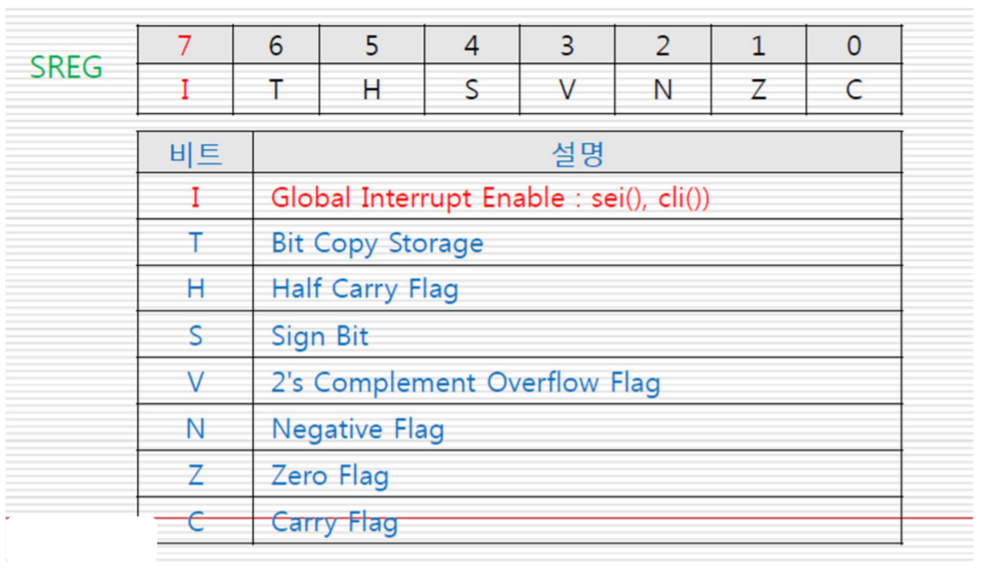 SREG
7 6 5 4 3 2 1 0
I T H S V N Z C
비트 설명
I Global Interrupt Enable : sei(), cli())
T Bit Copy Storage
H Half Carry Flag
S Sign Bit
V 2's Complement Overflow Flag
N Negative Flag
Z Zero Flag
C Carry Flag